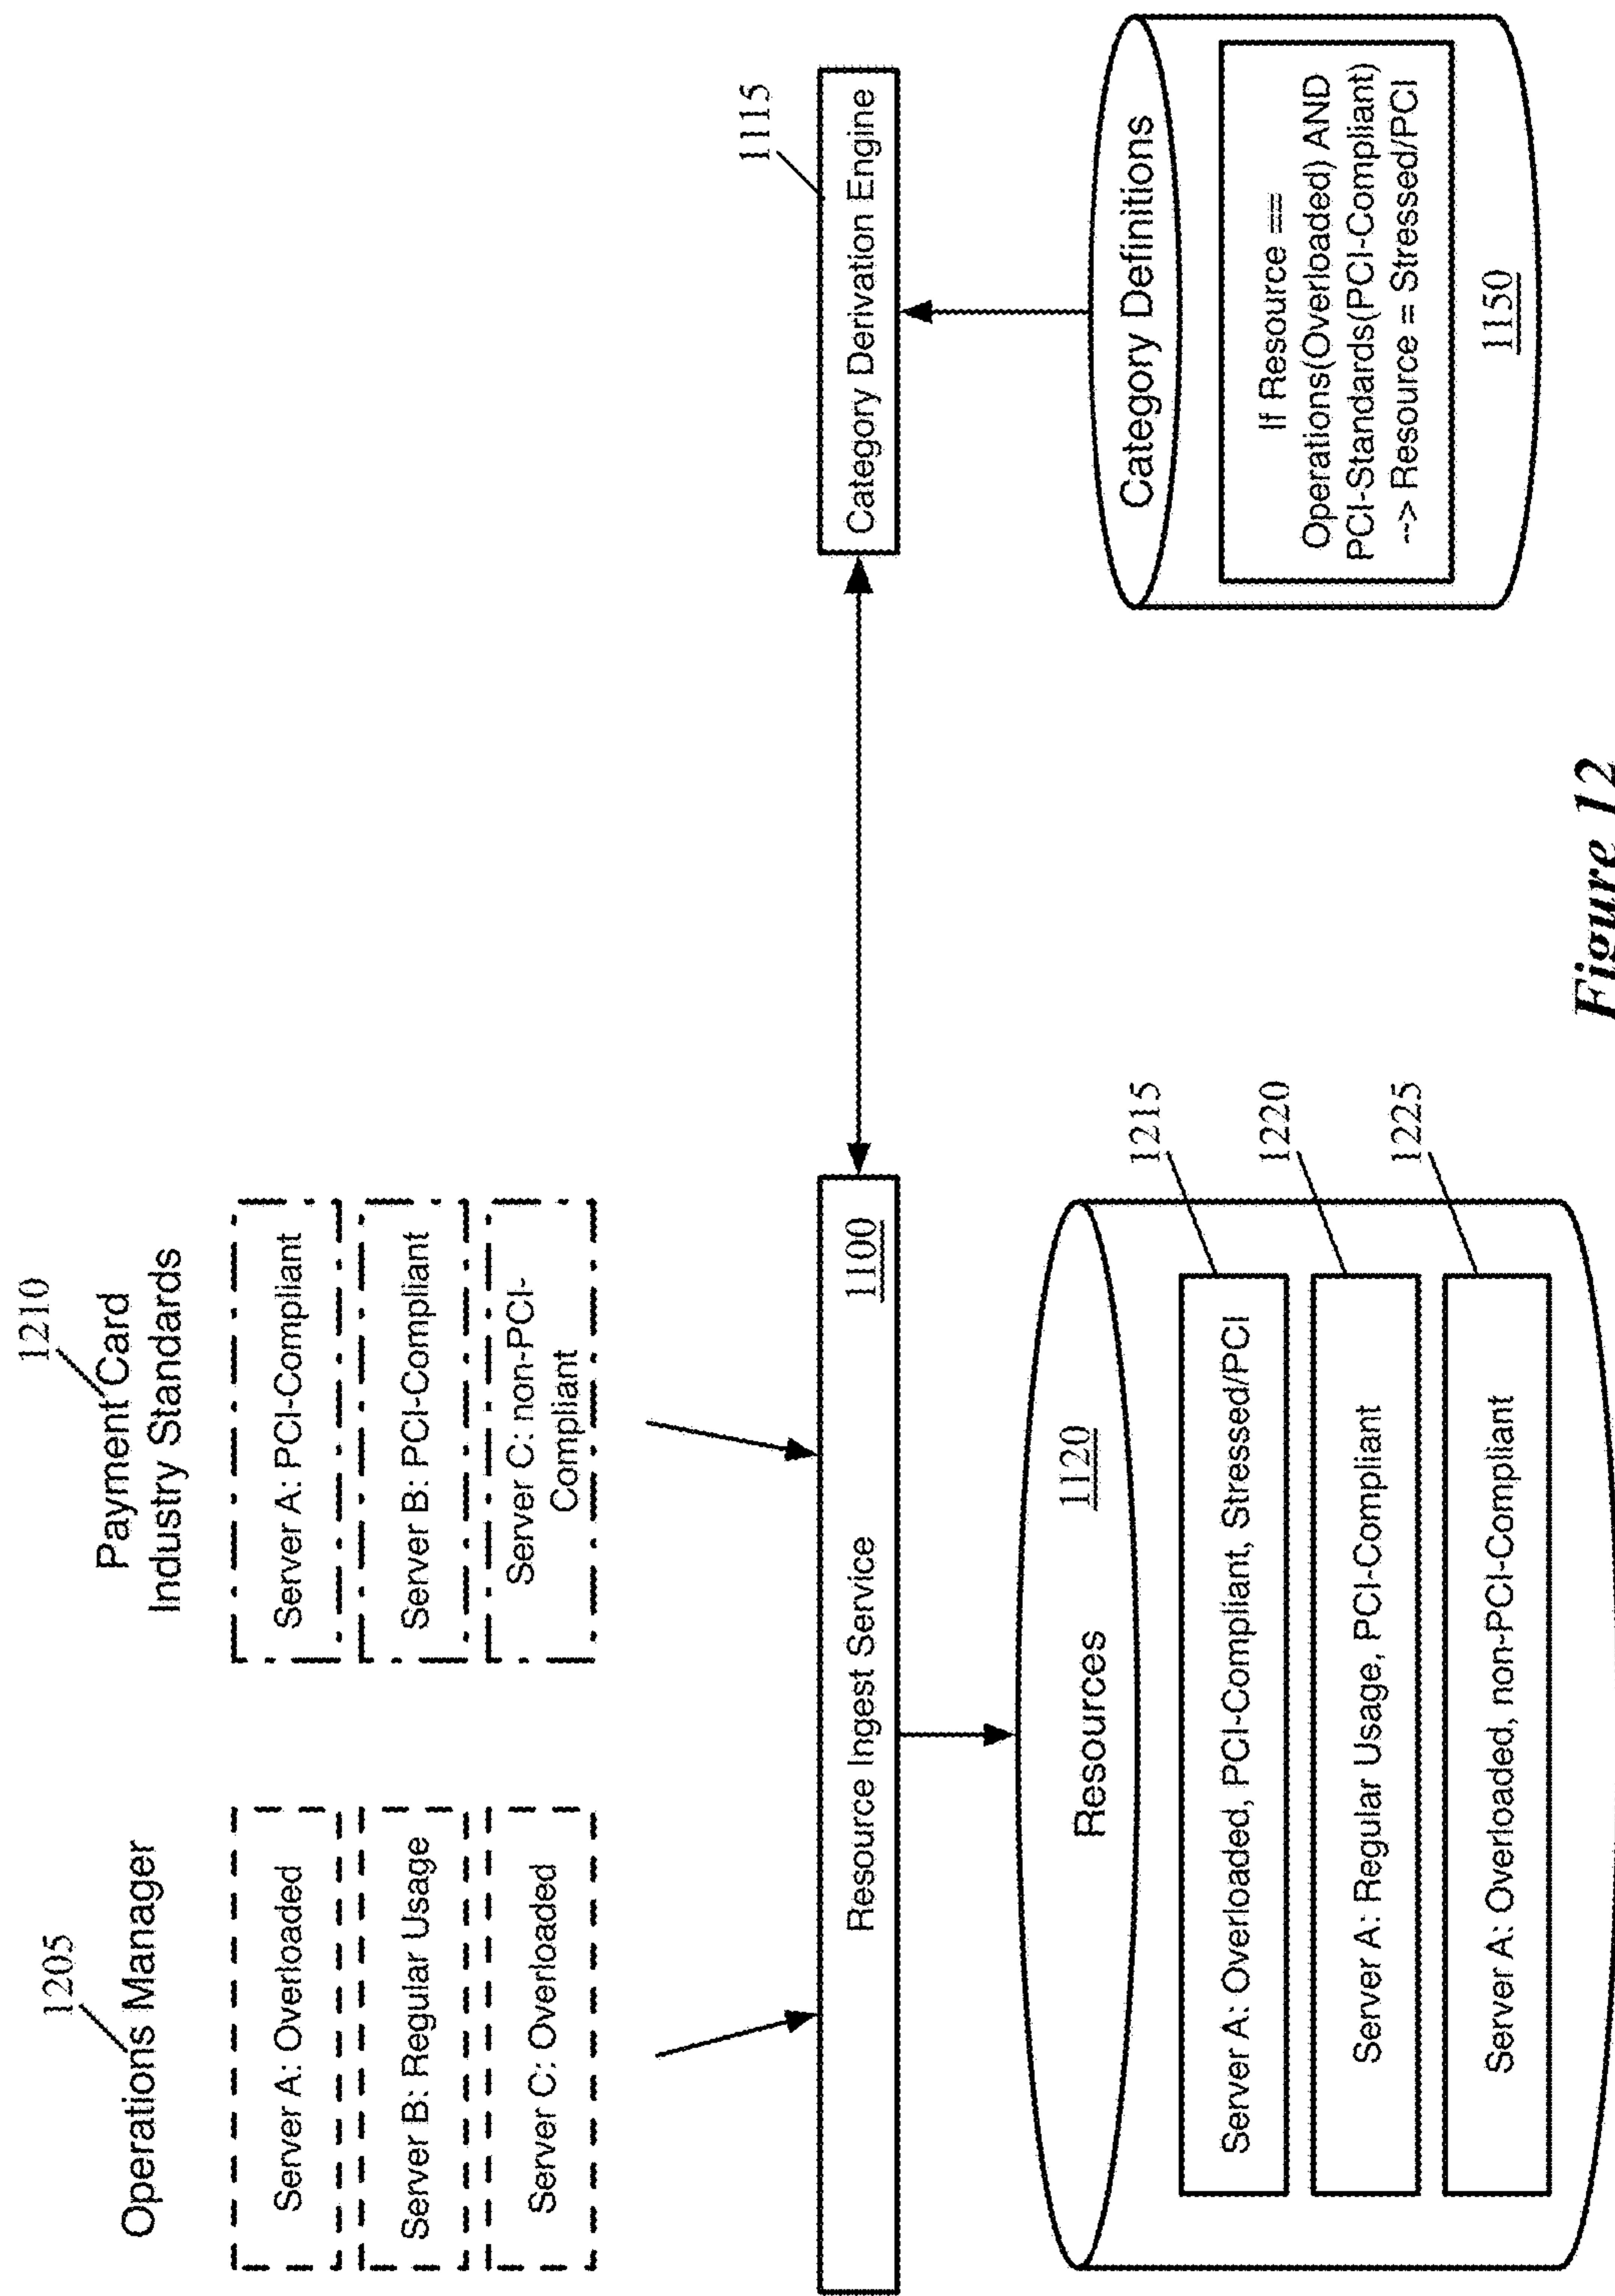 1205
Operations Manager
Server A: Overloaded
Server B: Regular Usage
Server C: Overloaded
1210
Payment Card
Industry Standards
Server A: PCI-Compliant
Server B: PCI-Compliant
Server C: non-PCI-
Compliant
Resource Ingest Service
1100
1115
Category Derivation Engine
Resources
1120
Server A: Overloaded, PCI-Compliant, Stressed/PCI
1215
Server A: Regular Usage, PCI-Compliant
1220
Server A: Overloaded, non-PCI-Compliant
1225
Category Definitions
If Resource ==
Operations(Overloaded) AND
PCI-Standards(PCI-Compliant)
--> Resource = Stressed/PCI
1150
Figure 12